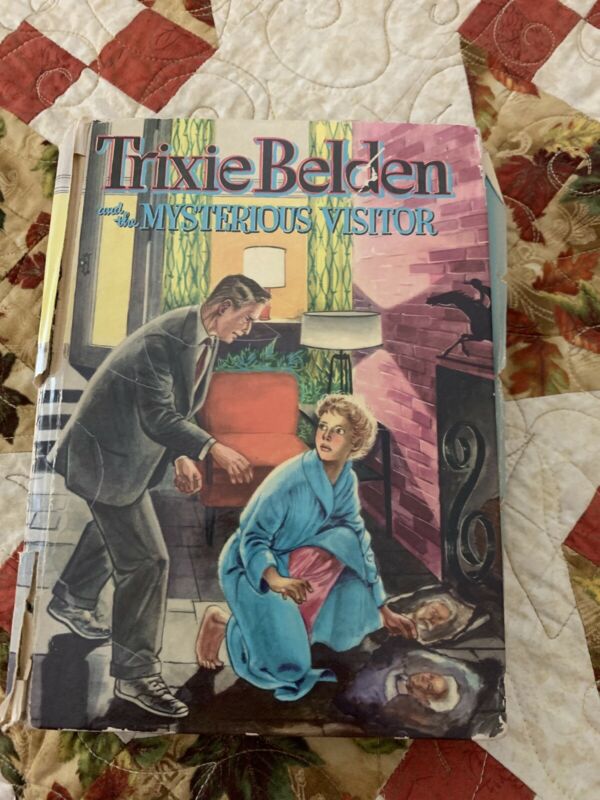 Trixie Belden
and the MYSTERIOUS VISITOR